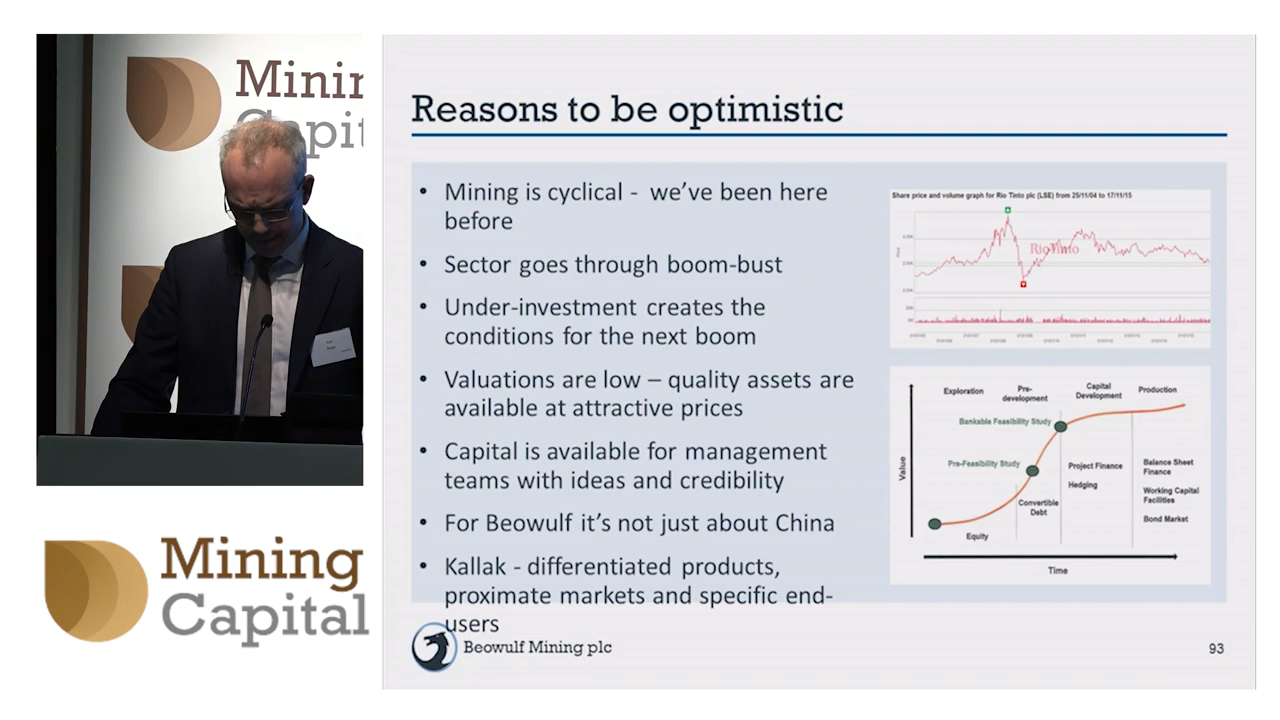 Minin
Capit
Mining
Capital
Reasons to be optimistic
• Mining is cyclical - we've been here
before
• Sector goes through boom-bust
• Under-investment creates the
conditions for the next boom
• Valuations are low – quality assets are
available at attractive prices
• Capital is available for management
teams with ideas and credibility
• For Beowulf it's not just about China
• Kallak - differentiated products,
proximate markets and specific end-
users
Share price and volume graph for Rio Tinto plc (LSE) from 25/11/04 to 17/11/15
Price
RioTinto
Exploration
Pre-
development
Capital
Development
Production
Bankable Feasibility Study
Pre-Feasibility Study
Value
Equity
Convertible
Debt
Project Finance
Hedging
Balance Sheet
Finance
Working Capital
Facilities
Bond Market
Time
Beowulf Mining plc
93